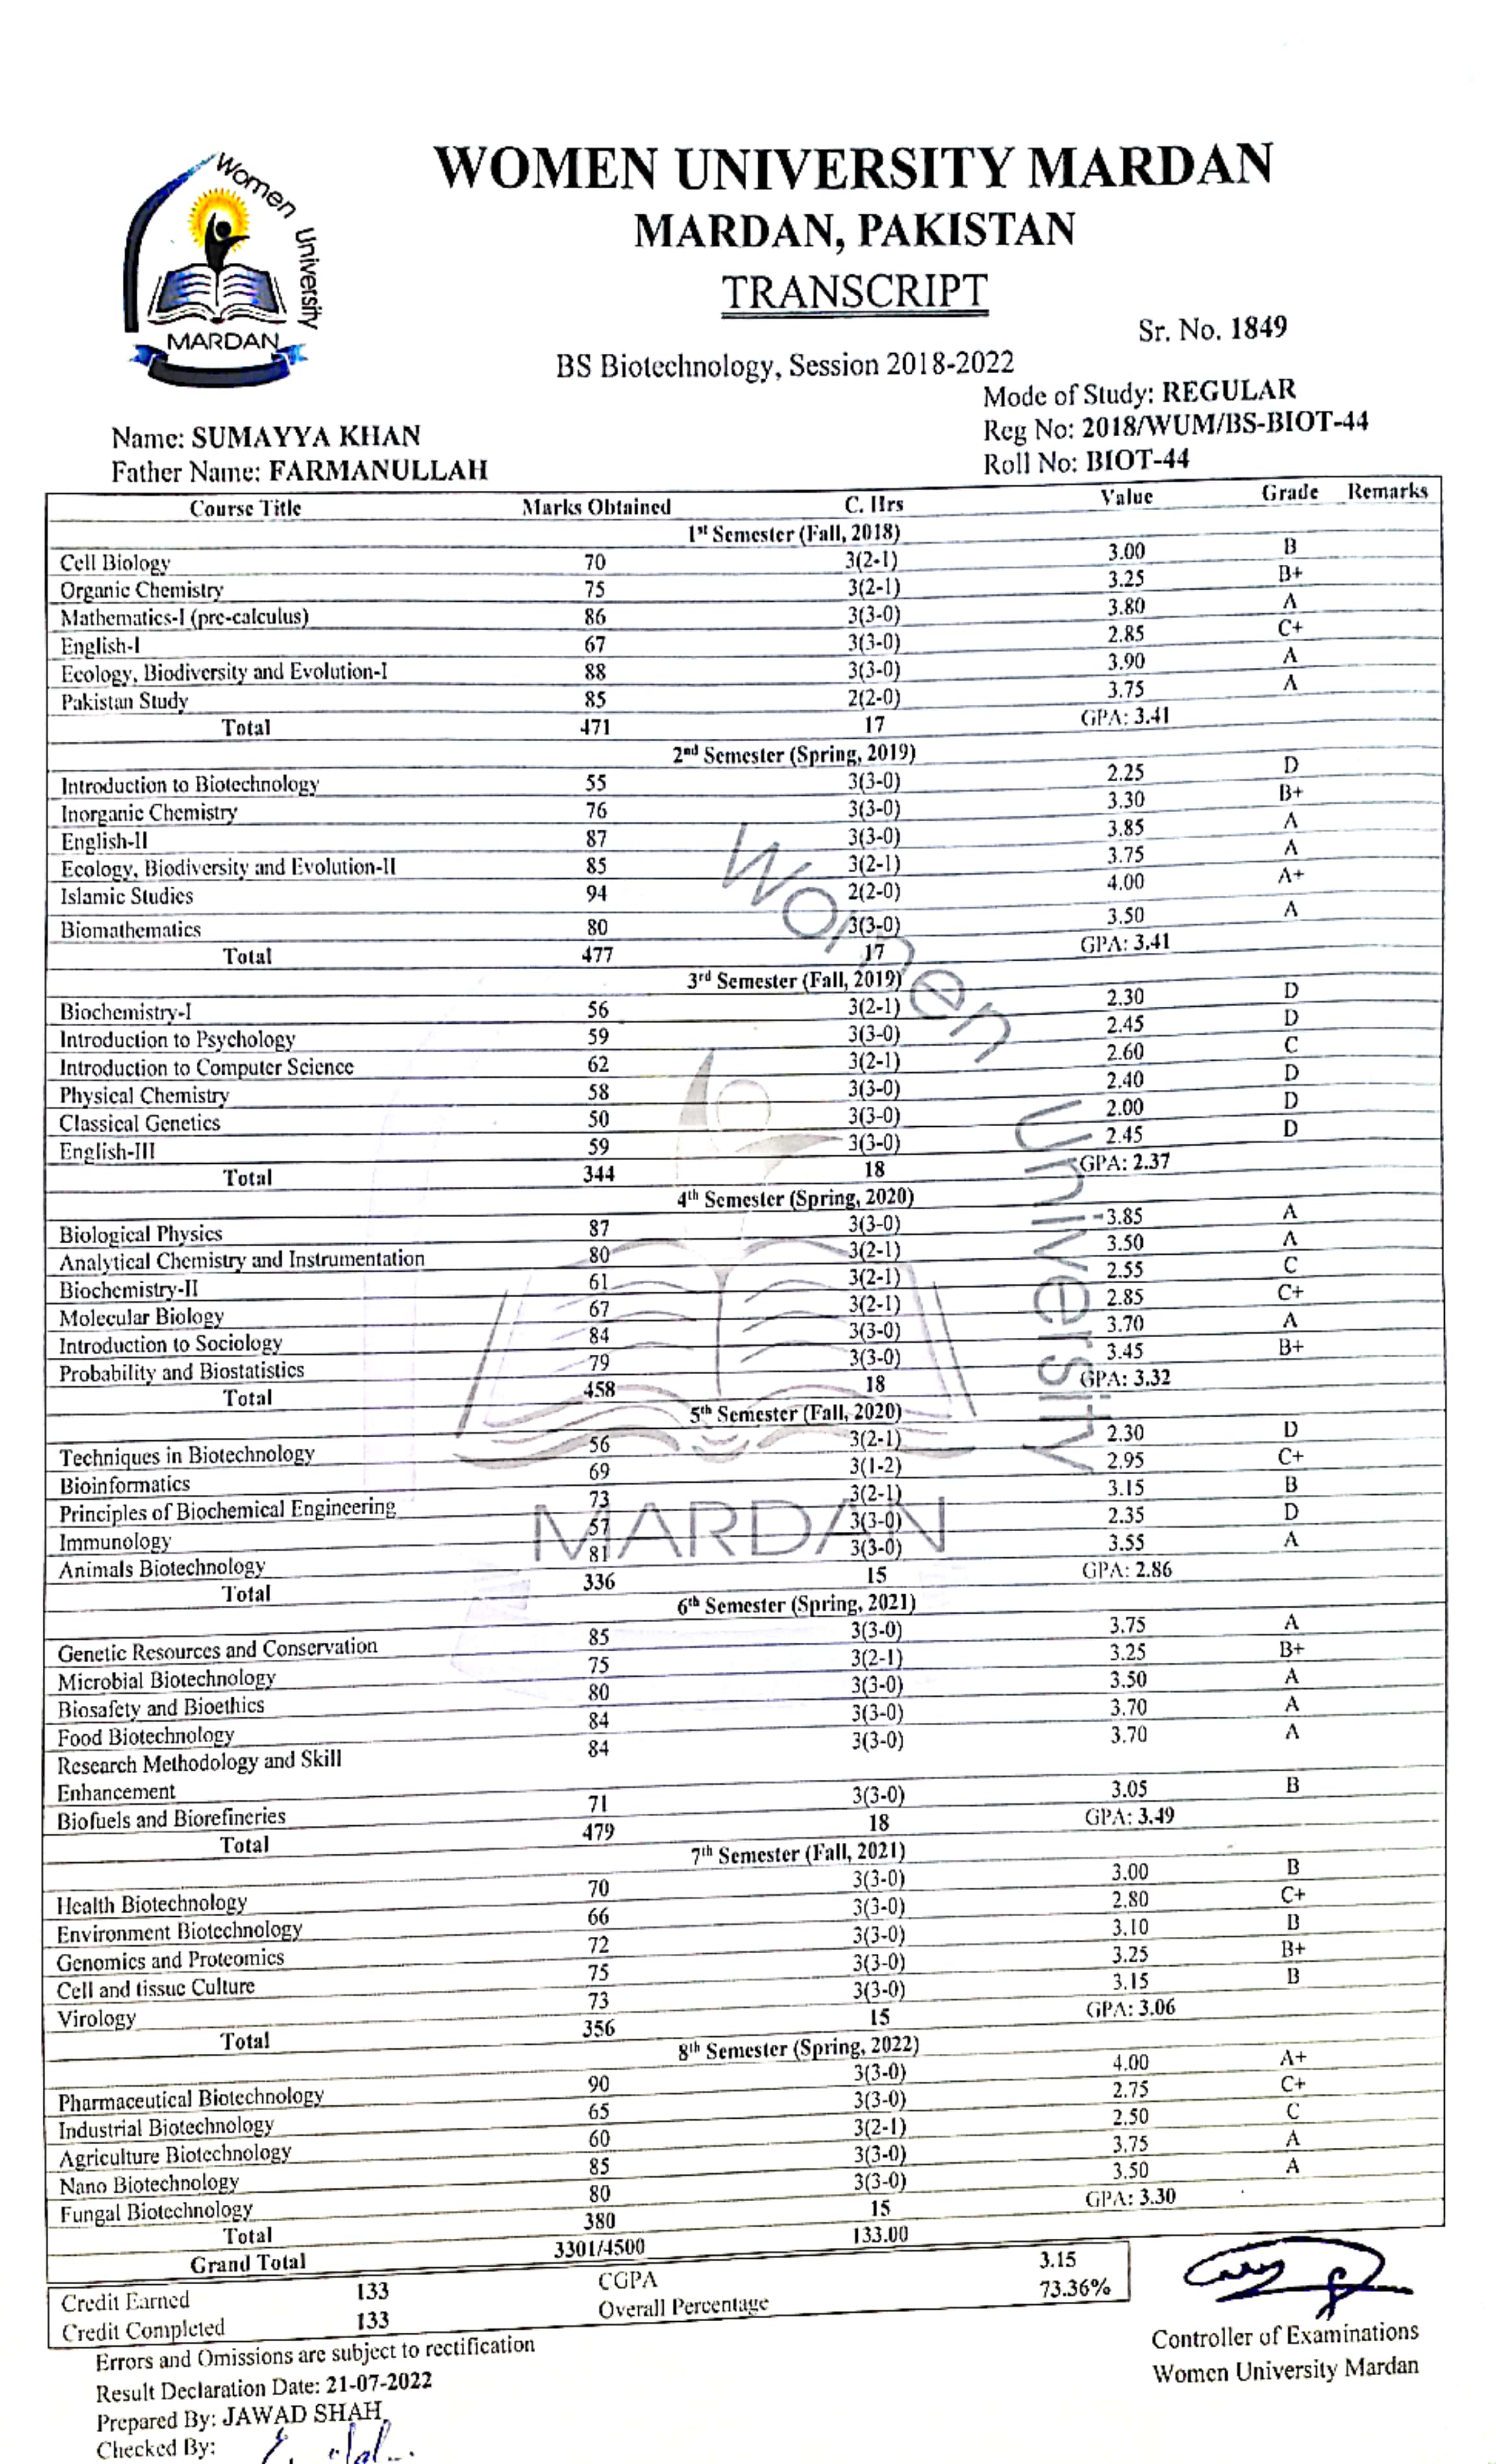 Women University
MARDAN
WOMEN UNIVERSITY MARDAN
MARDAN, PAKISTAN
TRANSCRIPT
Sr. No. 1849
BS Biotechnology, Session 2018-2022
Mode of Study: REGULAR
Name: SUMAYYA KHAN Reg No: 2018/WUM/BS-BIOT-44
Father Name: FARMANULLAH Roll No: BIOT-44
Course Title Marks Obtained C. Hrs Value Grade Remarks
1st Semester (Fall, 2018)
Cell Biology 70 3(2-1) 3.00 B
Organic Chemistry 75 3(2-1) 3.25 B+
Mathematics-I (pre-calculus) 86 3(3-0) 3.80 A
English-I 67 3(3-0) 2.85 C+
Ecology, Biodiversity and Evolution-I 88 3(3-0) 3.90 A
Pakistan Study 85 2(2-0) 3.75 A
Total 471 17 GPA: 3.41
2nd Semester (Spring, 2019)
Introduction to Biotechnology 55 3(3-0) 2.25 D
Inorganic Chemistry 76 3(3-0) 3.30 B+
English-II 87 3(3-0) 3.85 A
Ecology, Biodiversity and Evolution-II 85 3(2-1) 3.75 A
Islamic Studies 94 2(2-0) 4.00 A+
Biomathematics 80 3(3-0) 3.50 A
Total 477 17 GPA: 3.41
3rd Semester (Fall, 2019)
Biochemistry-I 56 3(2-1) 2.30 D
Introduction to Psychology 59 3(3-0) 2.45 D
Introduction to Computer Science 62 3(2-1) 2.60 C
Physical Chemistry 58 3(3-0) 2.40 D
Classical Genetics 50 3(3-0) 2.00 D
English-III 59 3(3-0) 2.45 D
Total 344 18 GPA: 2.37
4th Semester (Spring, 2020)
Biological Physics 87 3(3-0) 3.85 A
Analytical Chemistry and Instrumentation 80 3(2-1) 3.50 A
Biochemistry-II 61 3(2-1) 2.55 C
Molecular Biology 67 3(2-1) 2.85 C+
Introduction to Sociology 84 3(3-0) 3.70 A
Probability and Biostatistics 79 3(3-0) 3.45 B+
Total 458 18 GPA: 3.32
5th Semester (Fall, 2020)
Techniques in Biotechnology 56 3(2-1) 2.30 D
Bioinformatics 69 3(1-2) 2.95 C+
Principles of Biochemical Engineering 73 3(2-1) 3.15 B
Immunology 57 3(3-0) 2.35 D
Animals Biotechnology 81 3(3-0) 3.55 A
Total 336 15 GPA: 2.86
6th Semester (Spring, 2021)
Genetic Resources and Conservation 85 3(3-0) 3.75 A
Microbial Biotechnology 75 3(2-1) 3.25 B+
Biosafety and Bioethics 80 3(3-0) 3.50 A
Food Biotechnology 84 3(3-0) 3.70 A
Research Methodology and Skill 84 3(3-0) 3.70 A
Enhancement
Biofuels and Biorefineries 71 3(3-0) 3.05 B
Total 479 18 GPA: 3.49
7th Semester (Fall, 2021)
Health Biotechnology 70 3(3-0) 3.00 B
Environment Biotechnology 66 3(3-0) 2.80 C+
Genomics and Proteomics 72 3(3-0) 3.10 B
Cell and tissue Culture 75 3(3-0) 3.25 B+
Virology 73 3(3-0) 3.15 B
Total 356 15 GPA: 3.06
8th Semester (Spring, 2022)
Pharmaceutical Biotechnology 90 3(3-0) 4.00 A+
Industrial Biotechnology 65 3(3-0) 2.75 C+
Agriculture Biotechnology 60 3(2-1) 2.50 C
Nano Biotechnology 85 3(3-0) 3.75 A
Fungal Biotechnology 80 3(3-0) 3.50 A
Total 380 15 GPA: 3.30
Grand Total 3301/4500 133.00
Credit Earned 133 CGPA 3.15
Credit Completed 133 Overall Percentage 73.36%
Errors and Omissions are subject to rectification
Result Declaration Date: 21-07-2022
Prepared By: JAWAD SHAH
Checked By:
Controller of Examinations
Women University Mardan
Women University
MARDAN